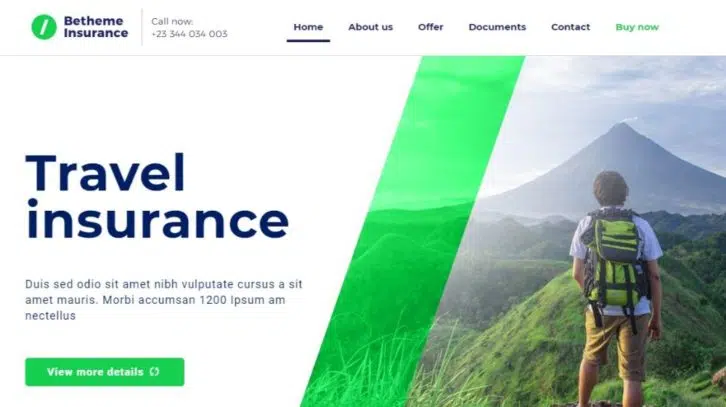 Betheme
Insurance
Call now:
+23 344 034 003
Home
About us
Offer
Documents
Contact
Buy now
Travel
insurance
Duis sed odio sit amet nibh vulputate cursus a sit
amet mauris. Morbi accumsan 1200 Ipsum am
nectellus
View more details